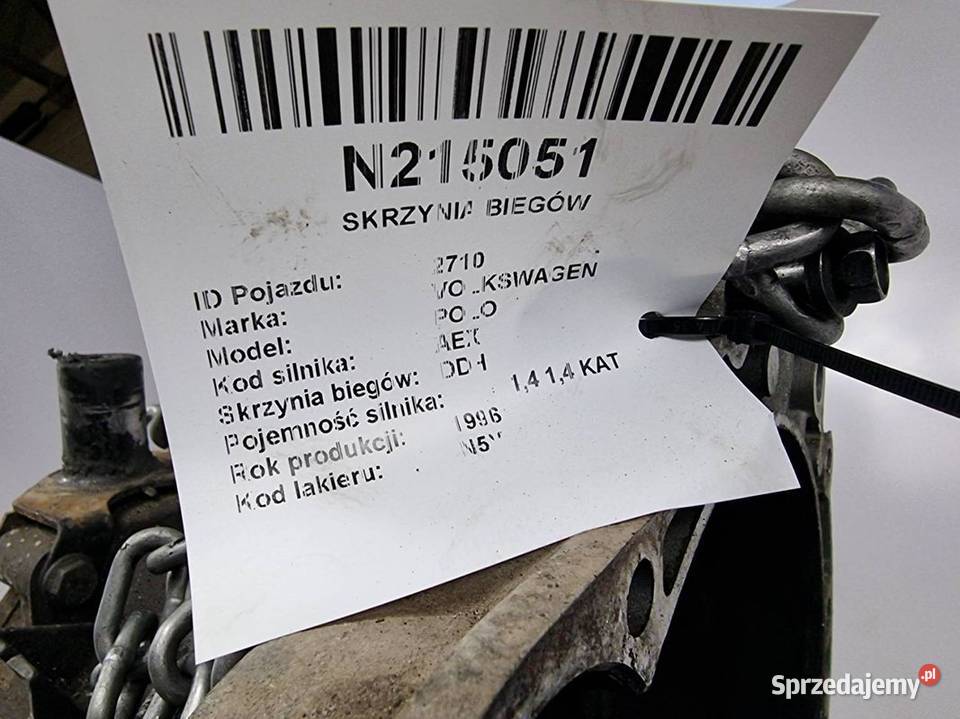 N215051
SKRZYNIA BIEGÓW
ID Pojazdu: 2710
Marka: VOLKSWAGEN
Model: POLO
Kod silnika: AEX
Skrzynia biegów:
Pojemność silnika: 1,4 1,4 KAT
Rok produkcji: 1996
Kod lakieru:
Sprzedajemy.pl